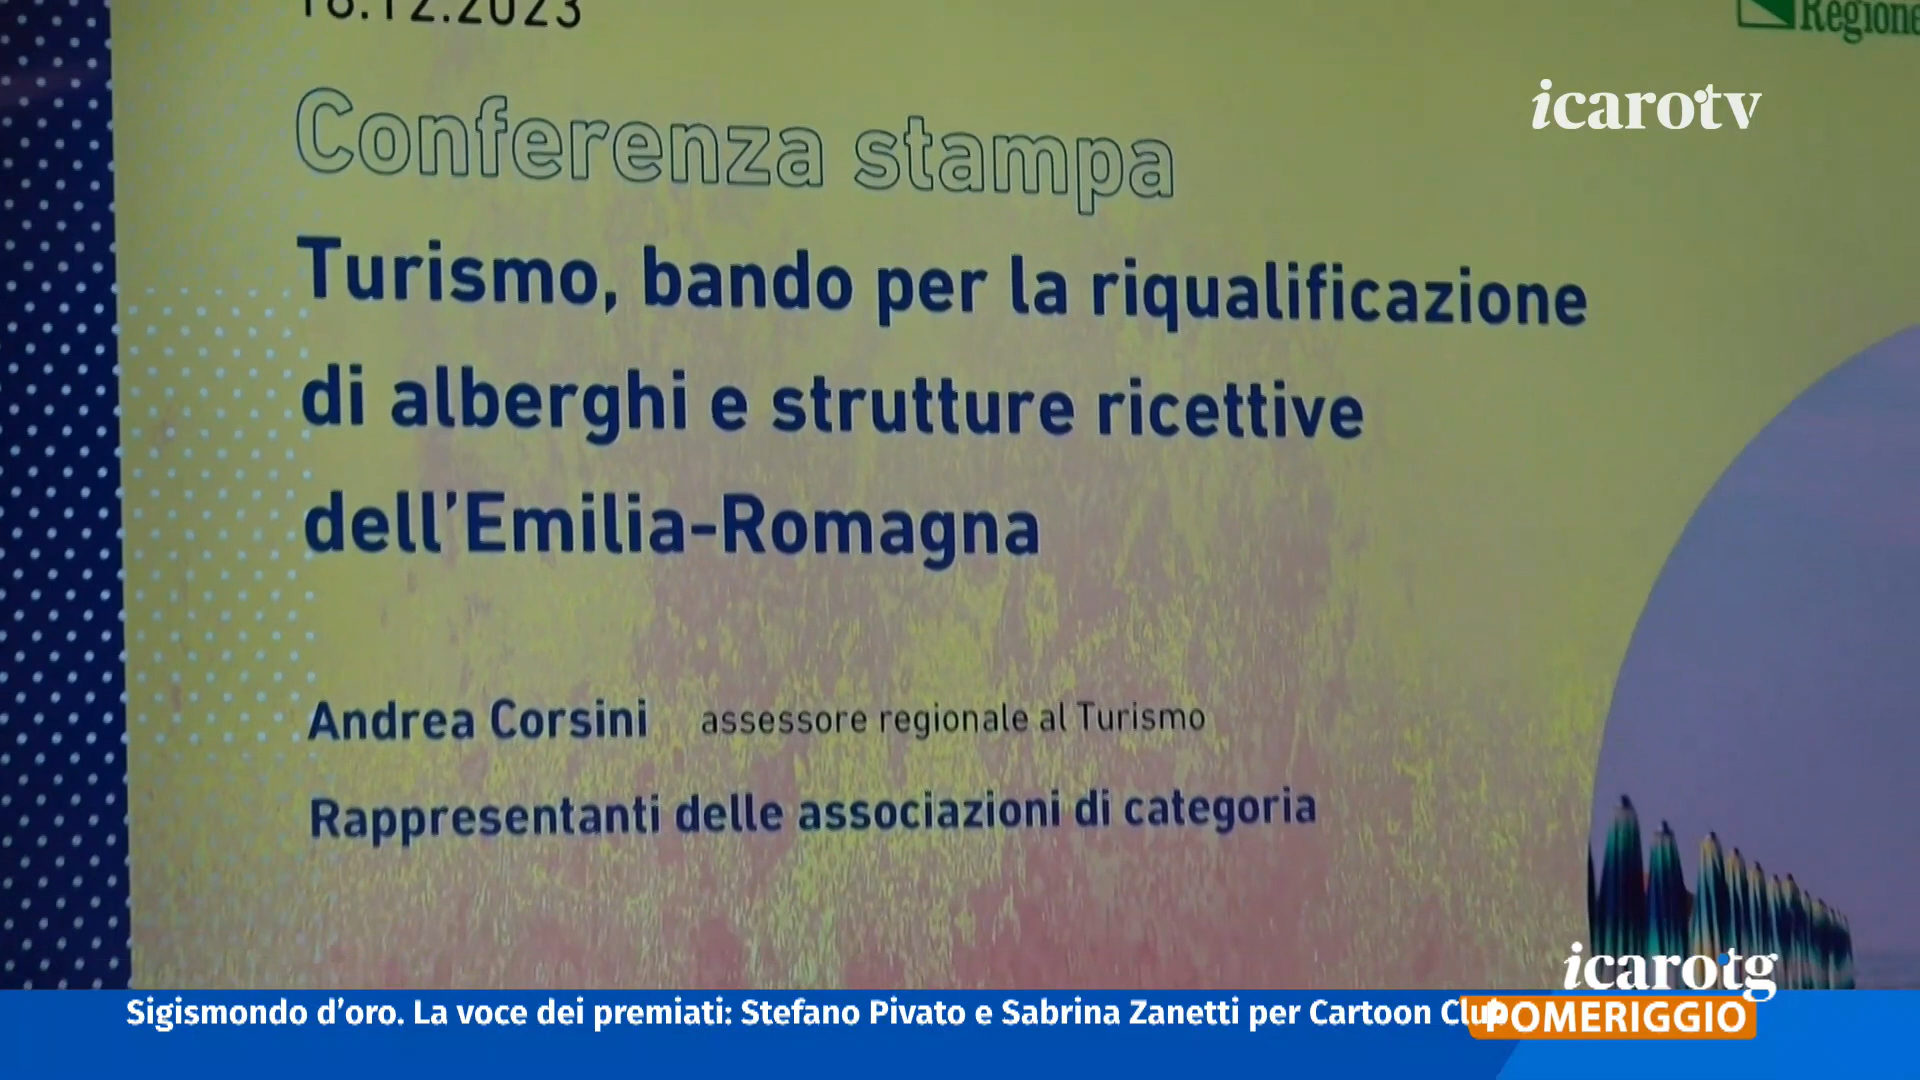 Regione
icarotv
Conferenza stampa
Turismo, bando per la riqualificazione
di alberghi e strutture ricettive
dell'Emilia-Romagna
Andrea Corsini assessore regionale al Turismo
Rappresentanti delle associazioni di categoria
icarotg
Sigismondo d'oro. La voce dei premiati: Stefano Pivato e Sabrina Zanetti per Cartoon Club
POMERIGGIO